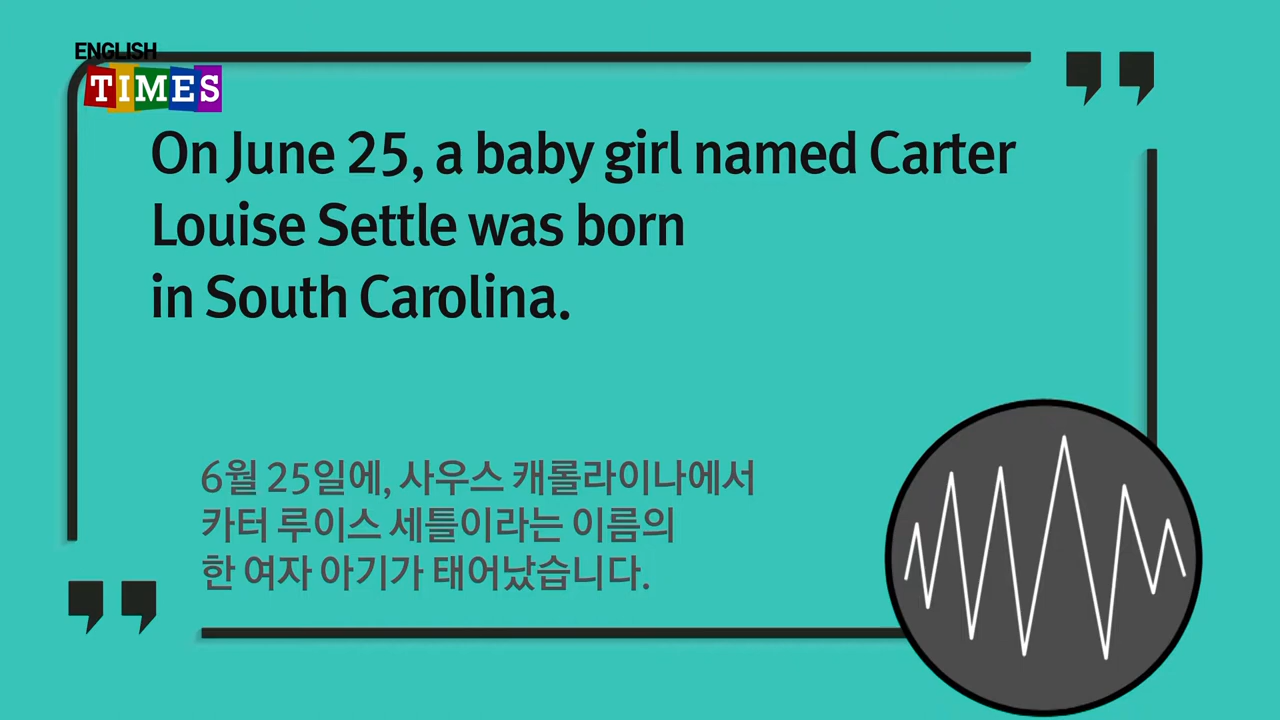 ENGLISH
TIMES
On June 25, a baby girl named Carter
Louise Settle was born
in South Carolina.
6월 25일에, 사우스 캐롤라이나에서
카터 루이스 세틀이라는 이름의
한 여자 아기가 태어났습니다.